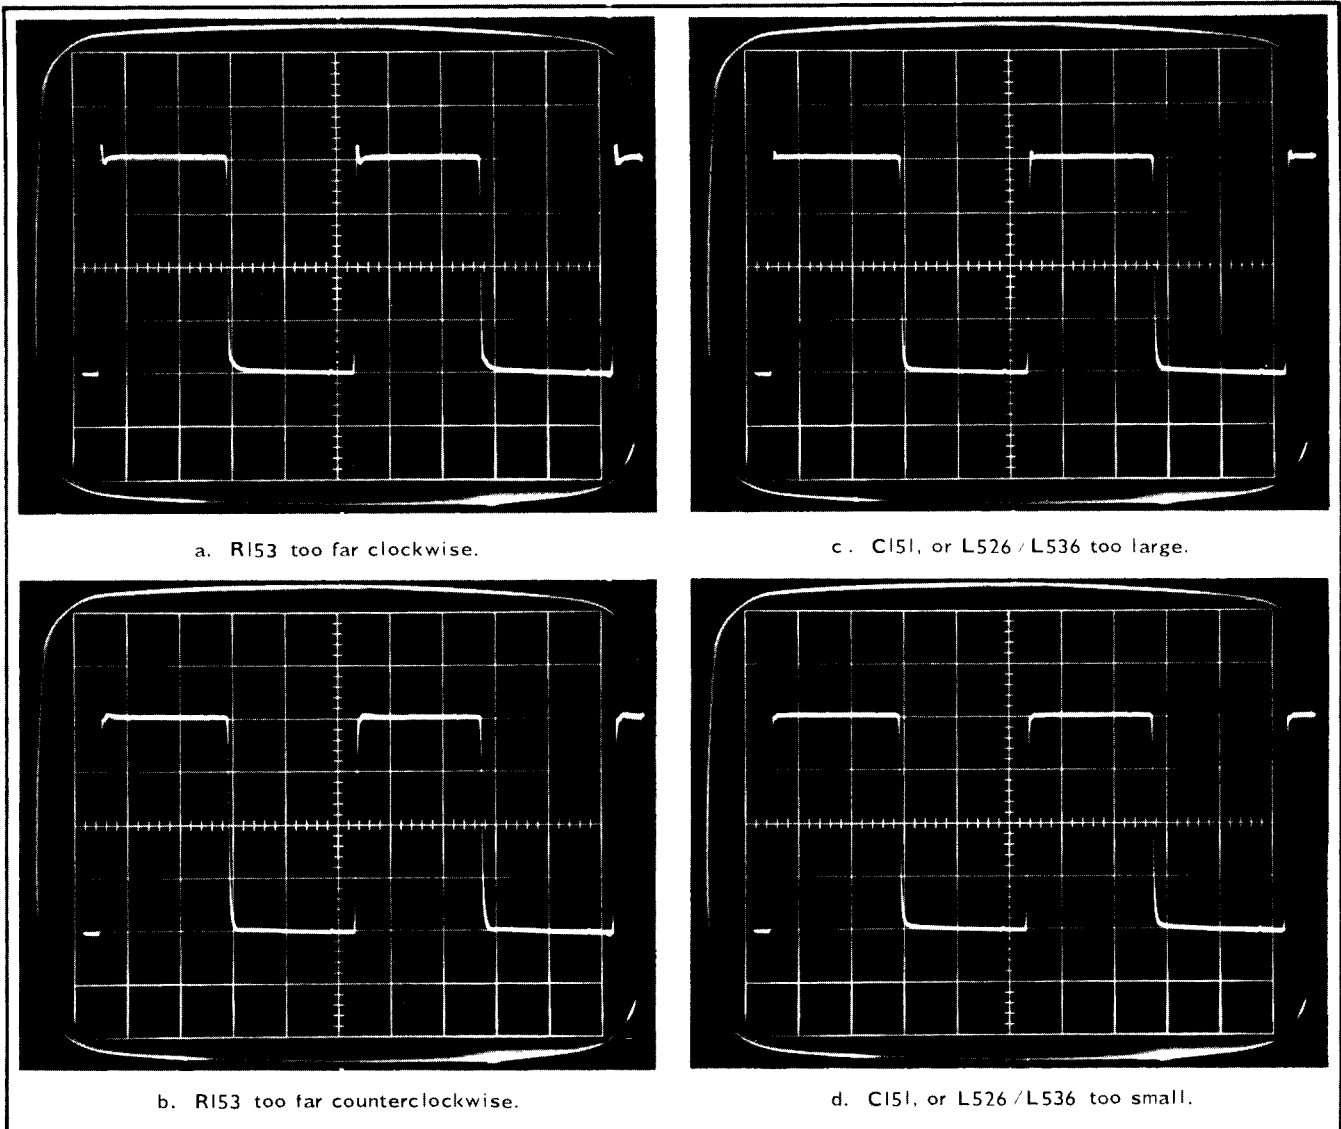 a. R153 too far clockwise.
c. C151, or L526/L536 too large.
b. R153 too far counterclockwise.
d. C151, or L526/L536 too small.